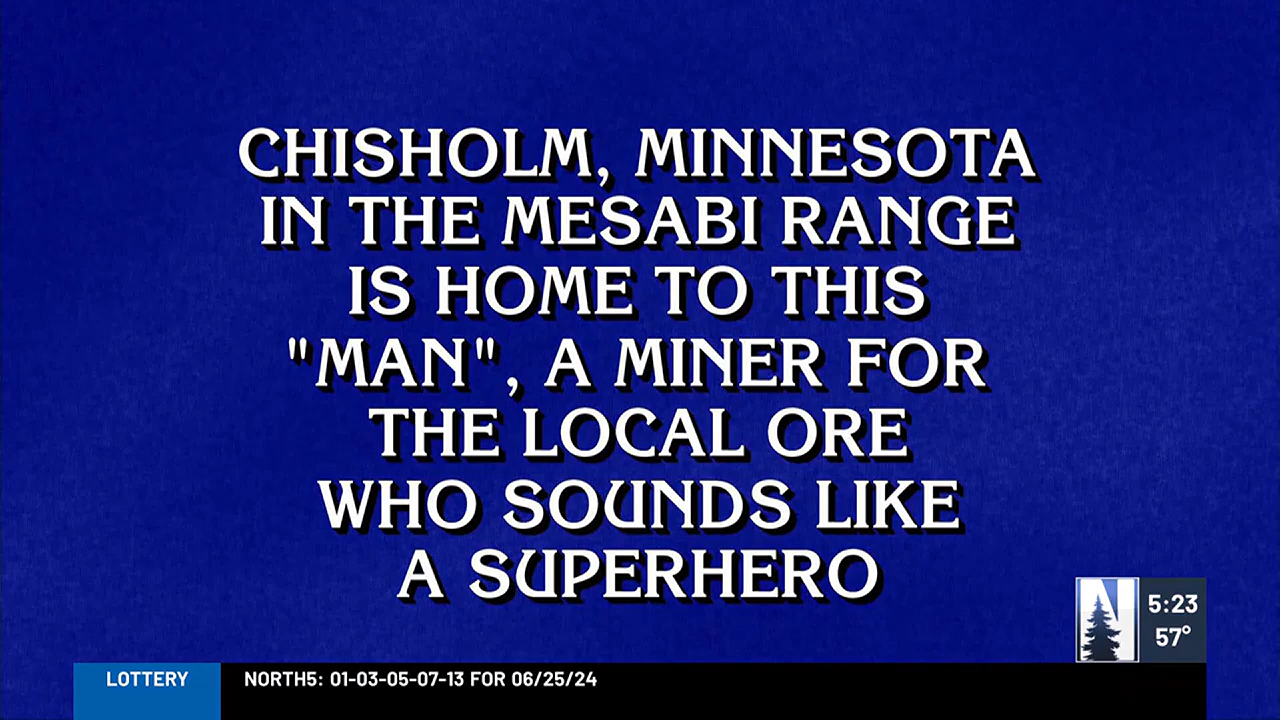 CHISHOLM, MINNESOTA
IN THE MESABI RANGE
IS HOME TO THIS
"MAN", A MINER FOR
THE LOCAL ORE
WHO SOUNDS LIKE
A SUPERHERO
N
5:23
57°
LOTTERY
NORTH5: 01-03-05-07-13 FOR 06/25/24